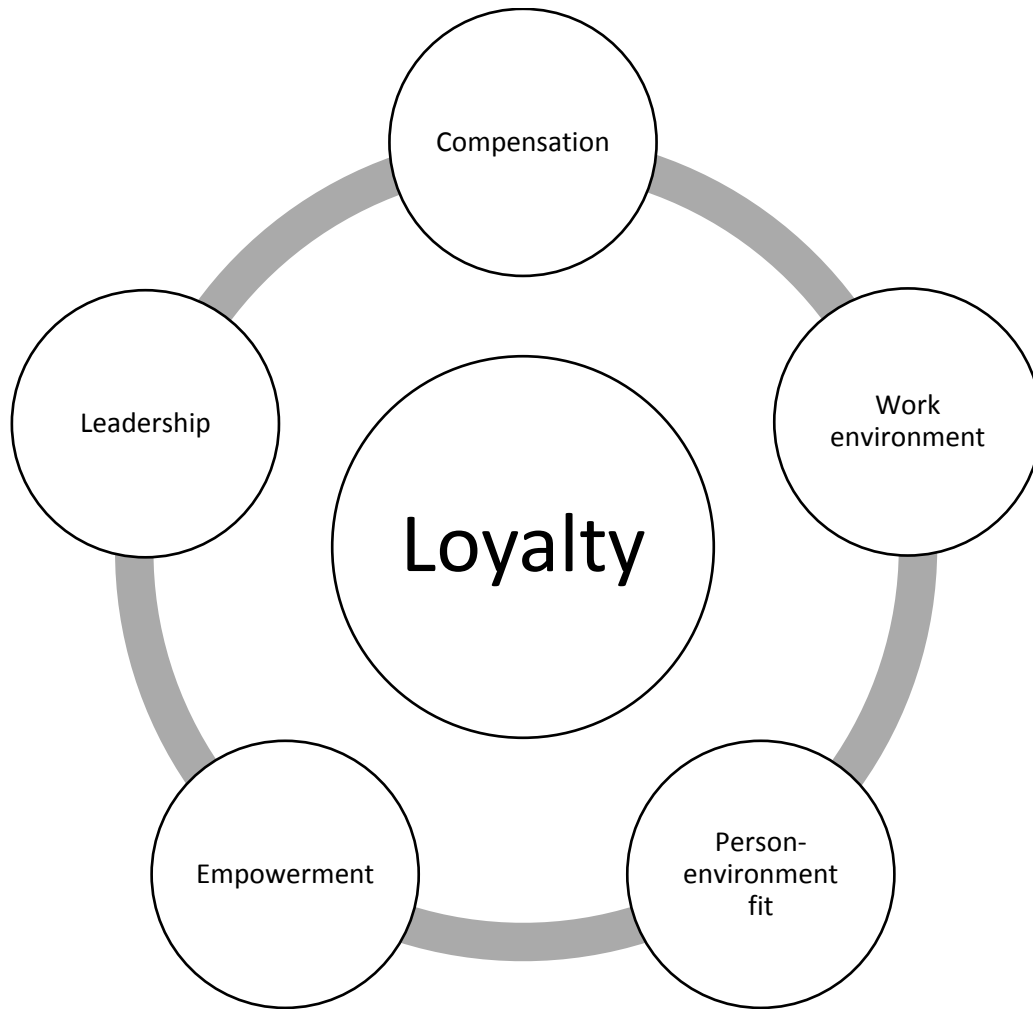 Compensation
Leadership
Work
environment
Loyalty
Empowerment
Person-
environment
fit